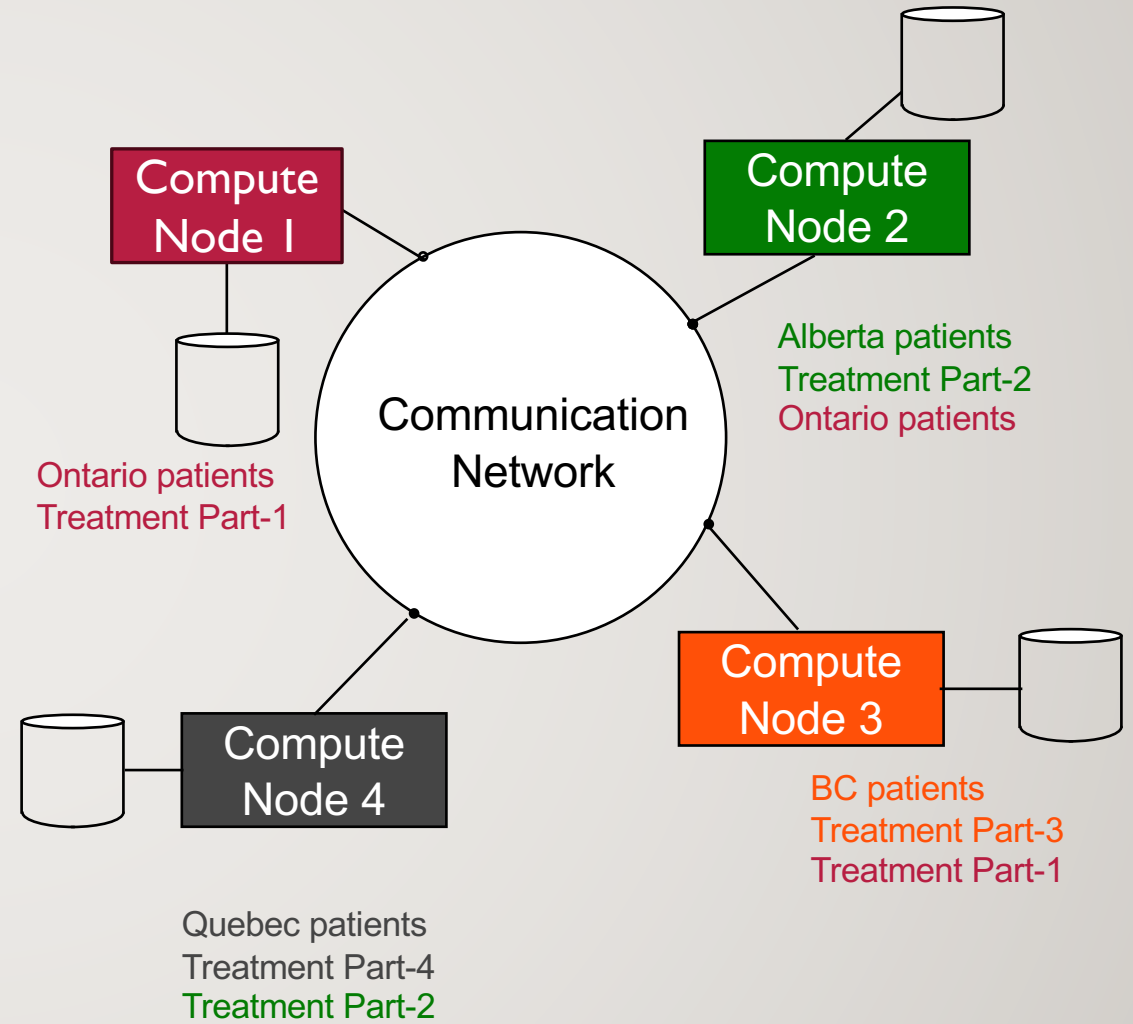 Compute
Node 1
Compute
Node 2
Alberta patients
Treatment Part-2
Ontario patients
Communication
Network
Ontario patients
Treatment Part-1
Compute
Node 3
BC patients
Treatment Part-3
Treatment Part-1
Compute
Node 4
Quebec patients
Treatment Part-4
Treatment Part-2